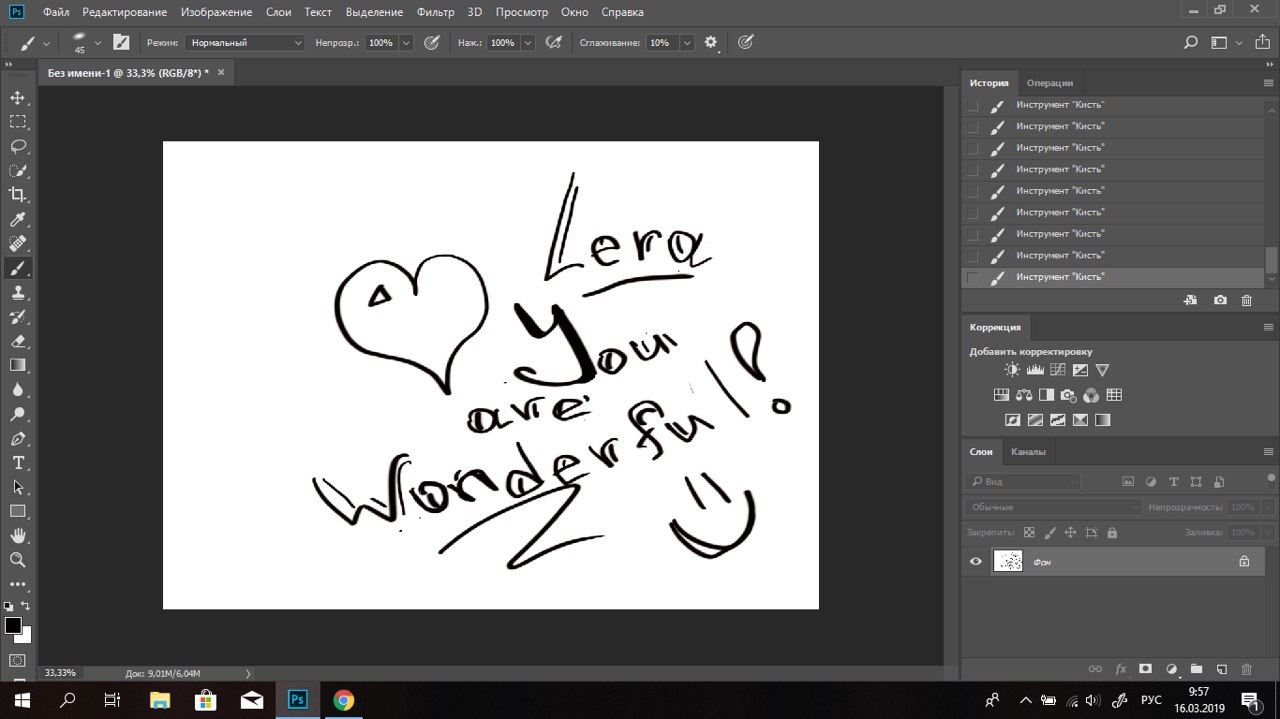 Ps Файл Редактирование Изображение Слои Текст Выделение Фильтр 3D Просмотр Окно Справка
45 Режим: Нормальный Непрозр.: 100% Наж.: 100% Сглаживание: 10%
Без имени-1 @ 33,3% (RGB/8*) * ×
Lera
You
are
Wonderful!
История Операции
Инструмент "Кисть"
Инструмент "Кисть"
Инструмент "Кисть"
Инструмент "Кисть"
Инструмент "Кисть"
Инструмент "Кисть"
Инструмент "Кисть"
Инструмент "Кисть"
Инструмент "Кисть"
Коррекция
Добавить корректировку
Слои Каналы
Вид
Обычные Непрозрачность: 100%
Закрепить: Заливка: 100%
Фон
fx
33,33% Док: 9,01M/6,04M
Ps РУС 9:57
16.03.2019
1